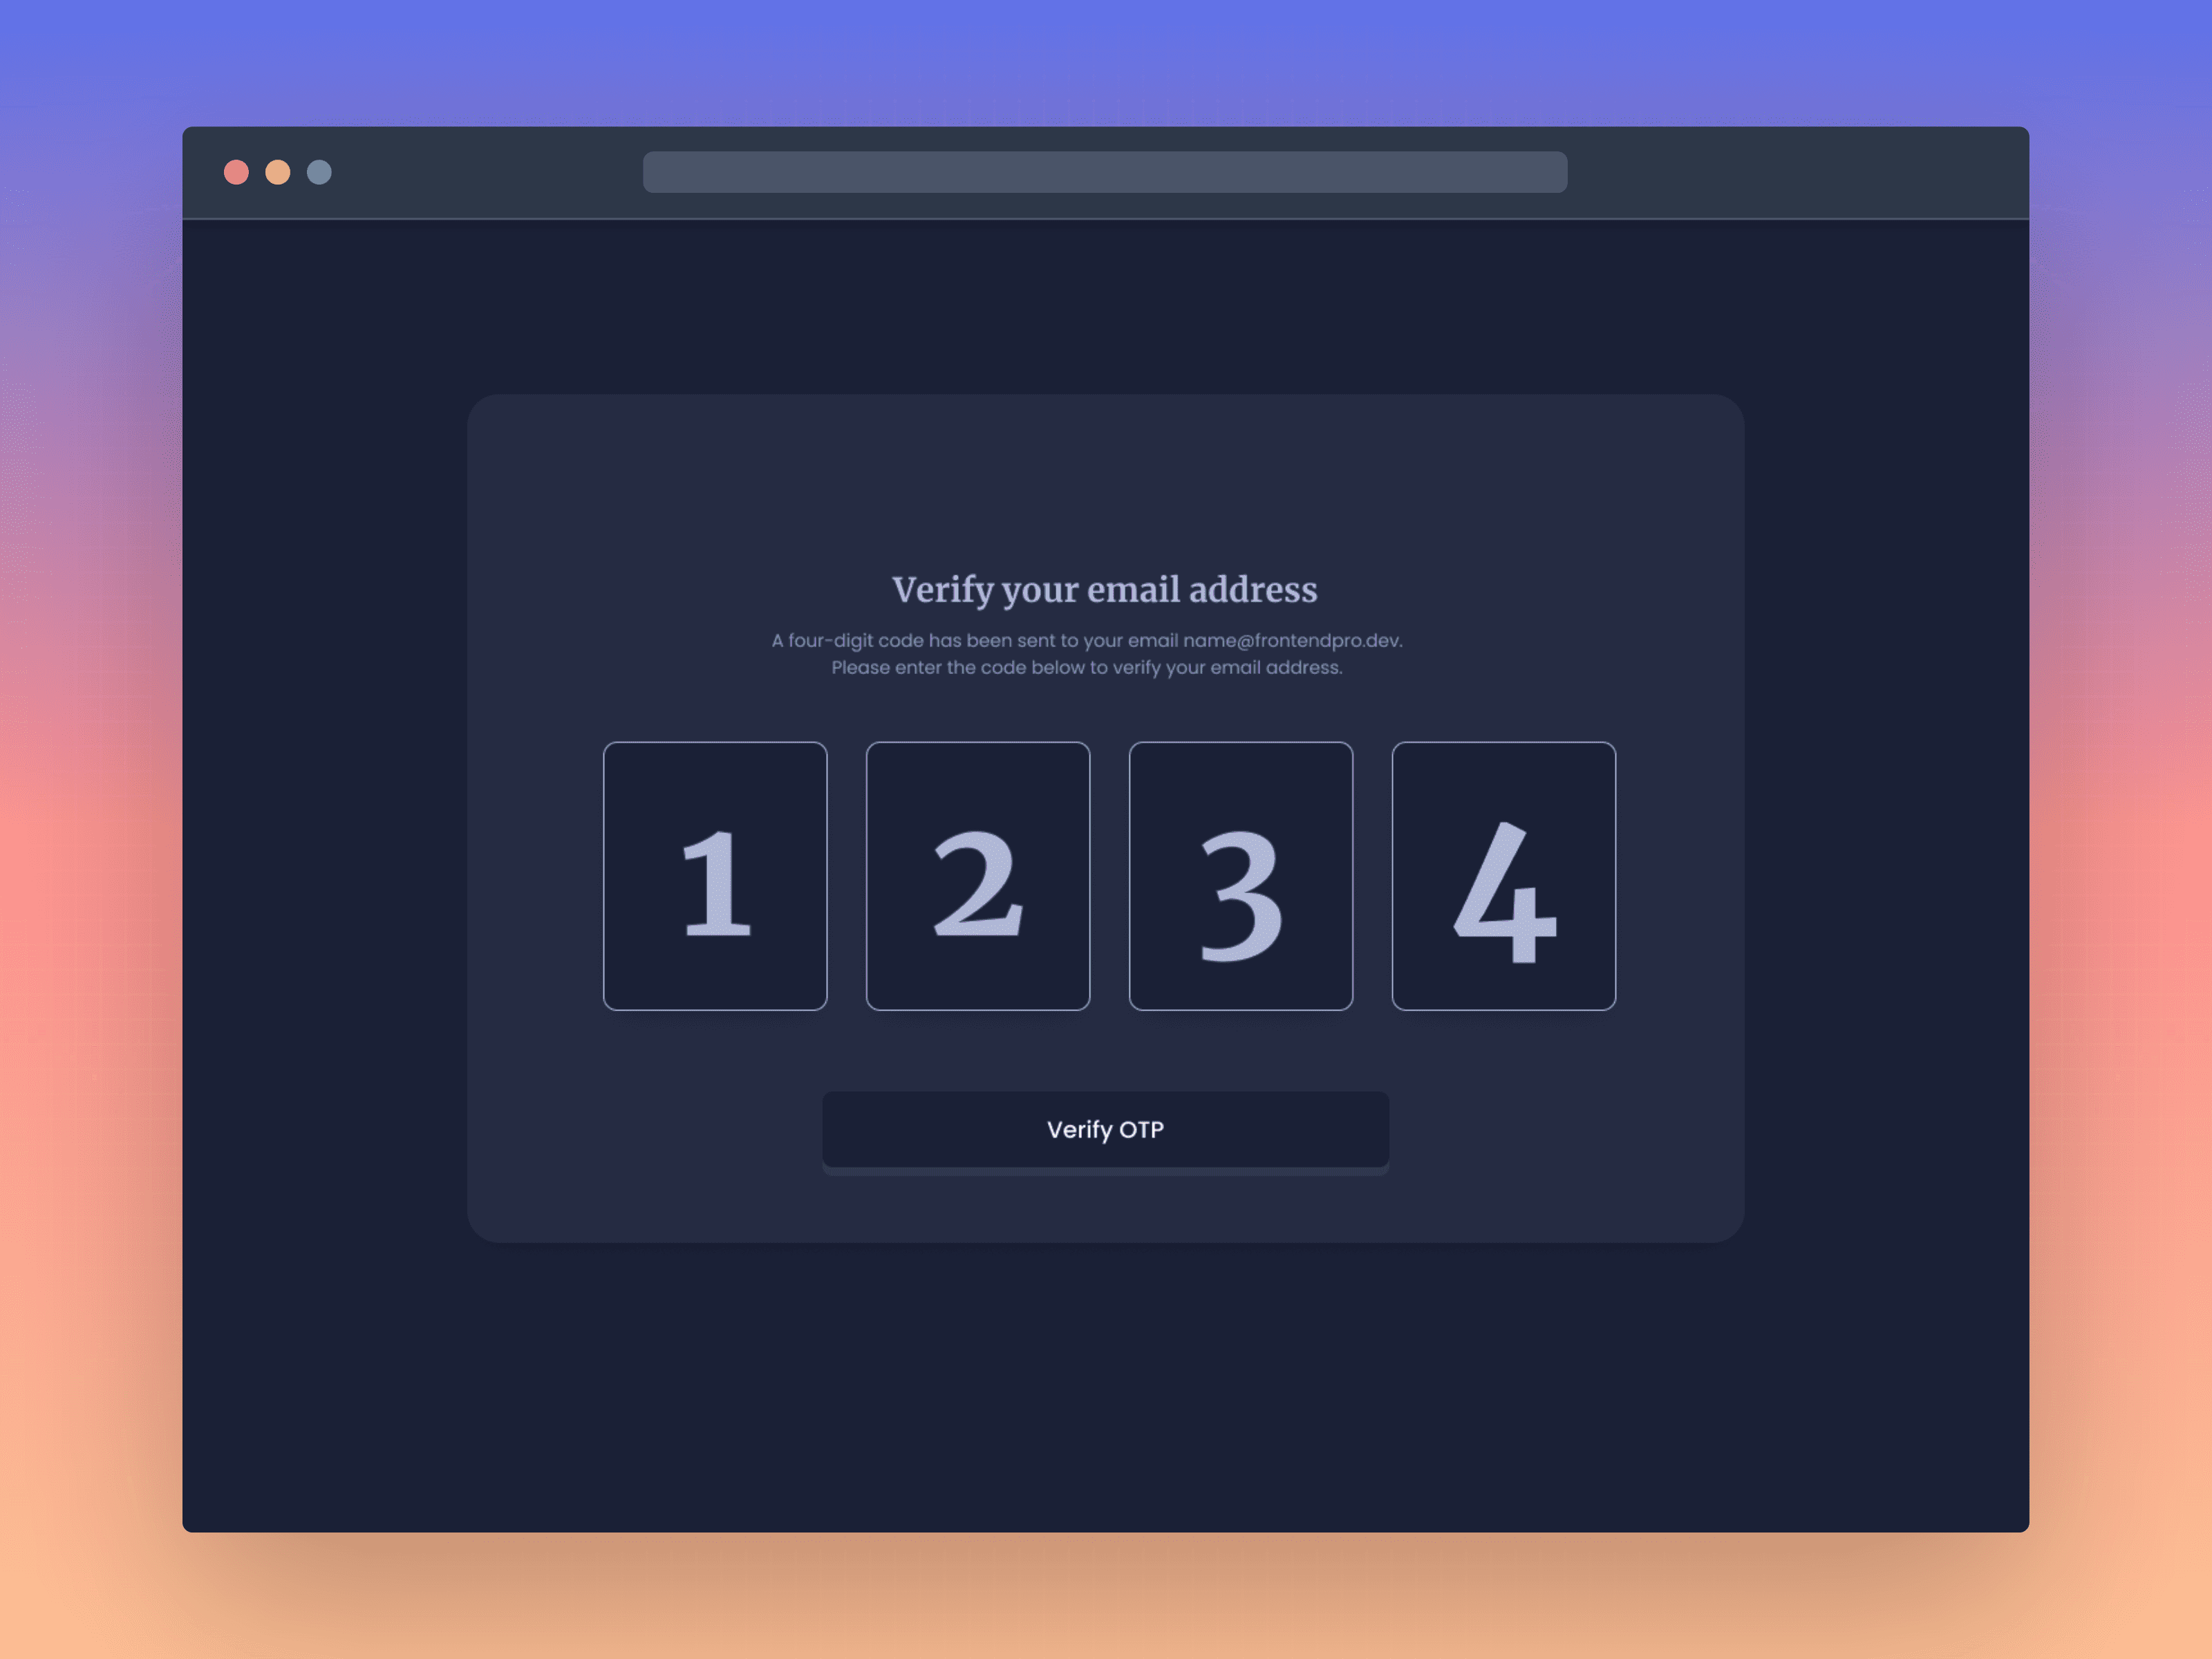 Verify your email address
A four-digit code has been sent to your email name@frontendpro.dev.
Please enter the code below to verify your email address.
1 2 3 4
Verify OTP